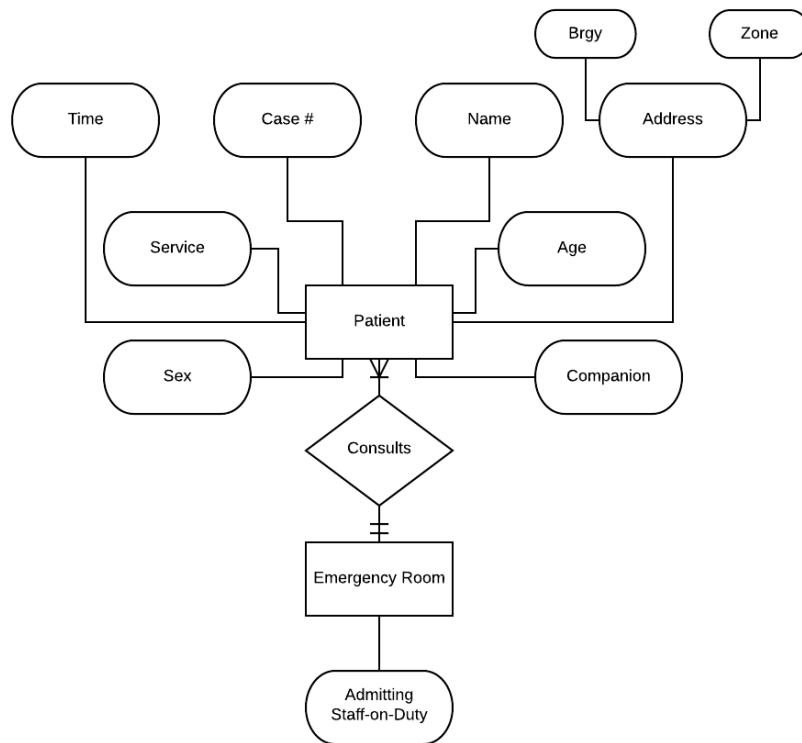 Brgy
Zone
Time
Case #
Name
Address
Service
Age
Patient
Sex
Companion
Consults
Emergency Room
Admitting
Staff-on-Duty